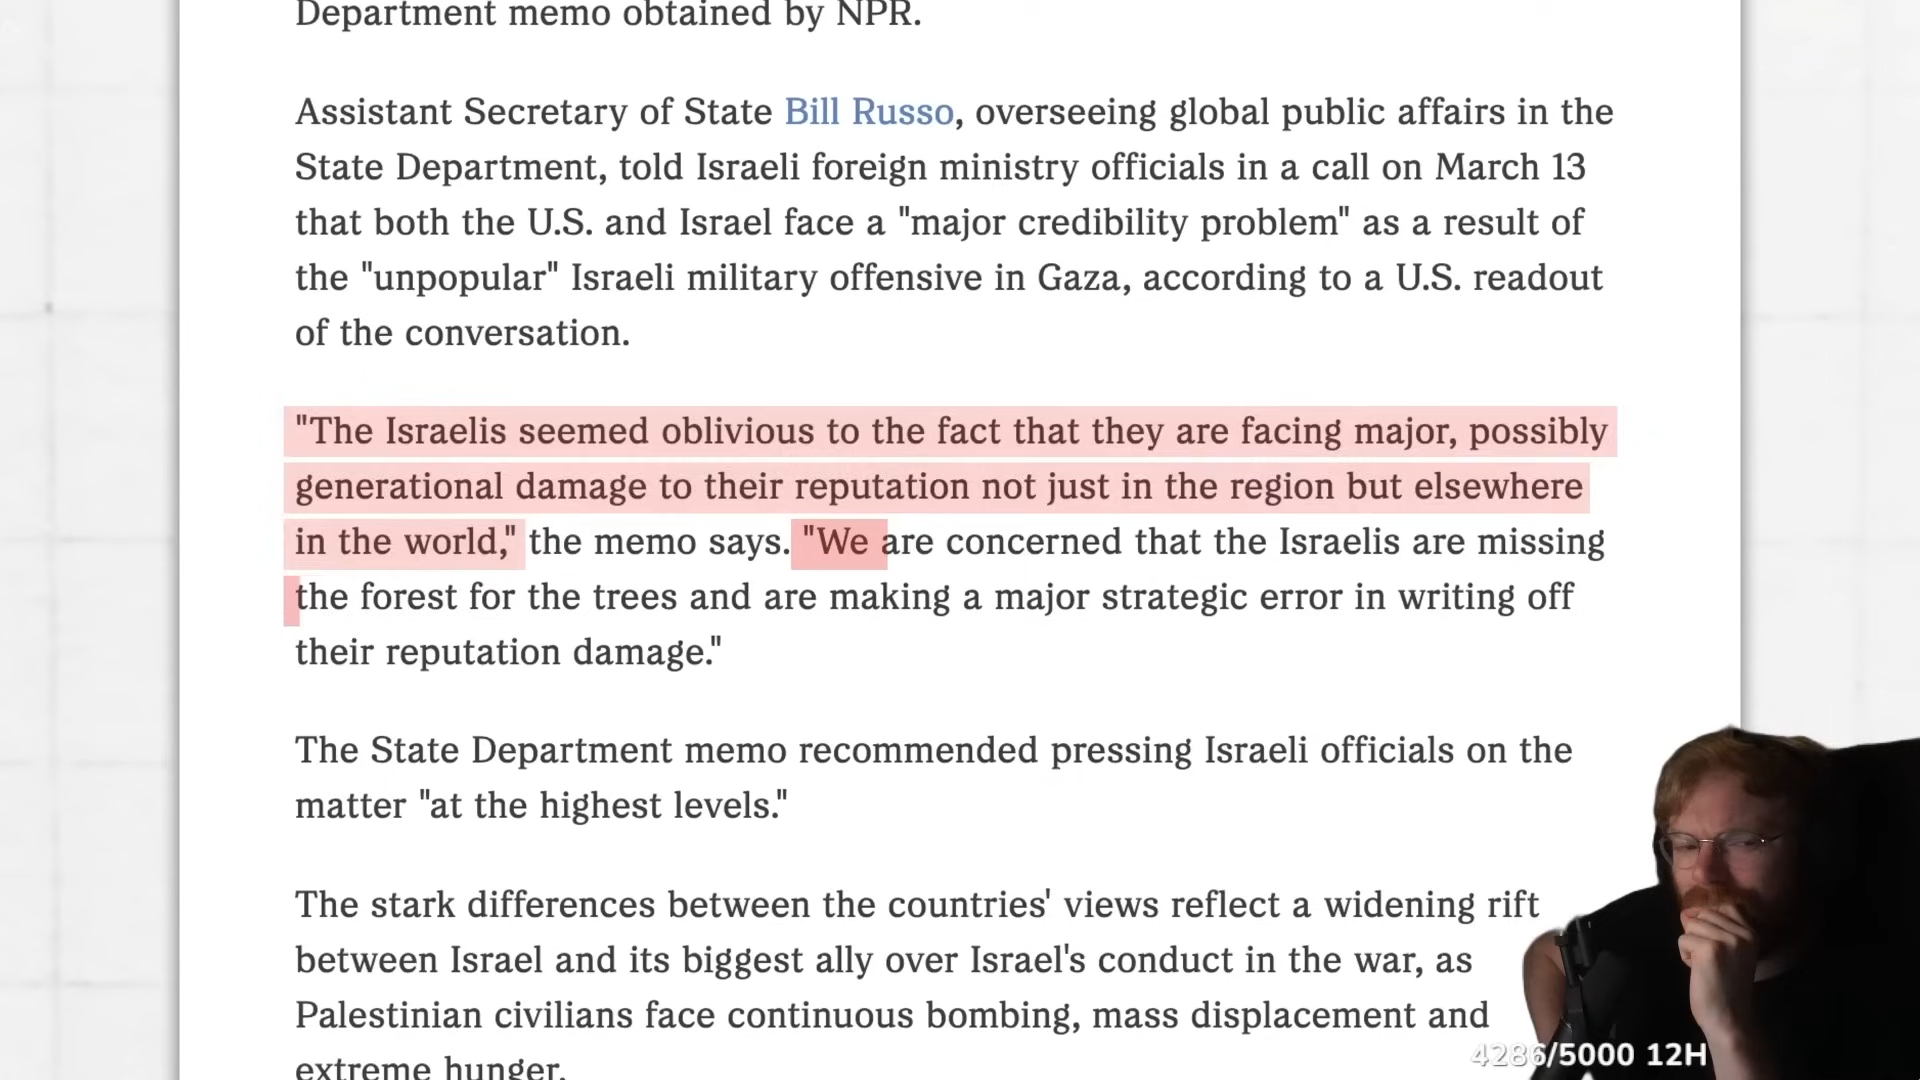 Department memo obtained by NPR.
Assistant Secretary of State Bill Russo, overseeing global public affairs in the
State Department, told Israeli foreign ministry officials in a call on March 13
that both the U.S. and Israel face a "major credibility problem" as a result of
the "unpopular" Israeli military offensive in Gaza, according to a U.S. readout
of the conversation.
"The Israelis seemed oblivious to the fact that they are facing major, possibly
generational damage to their reputation not just in the region but elsewhere
in the world," the memo says. "We are concerned that the Israelis are missing
the forest for the trees and are making a major strategic error in writing off
their reputation damage."
The State Department memo recommended pressing Israeli officials on the
matter "at the highest levels."
The stark differences between the countries' views reflect a widening rift
between Israel and its biggest ally over Israel's conduct in the war, as
Palestinian civilians face continuous bombing, mass displacement and
extreme hunger.
4286/5000 12H